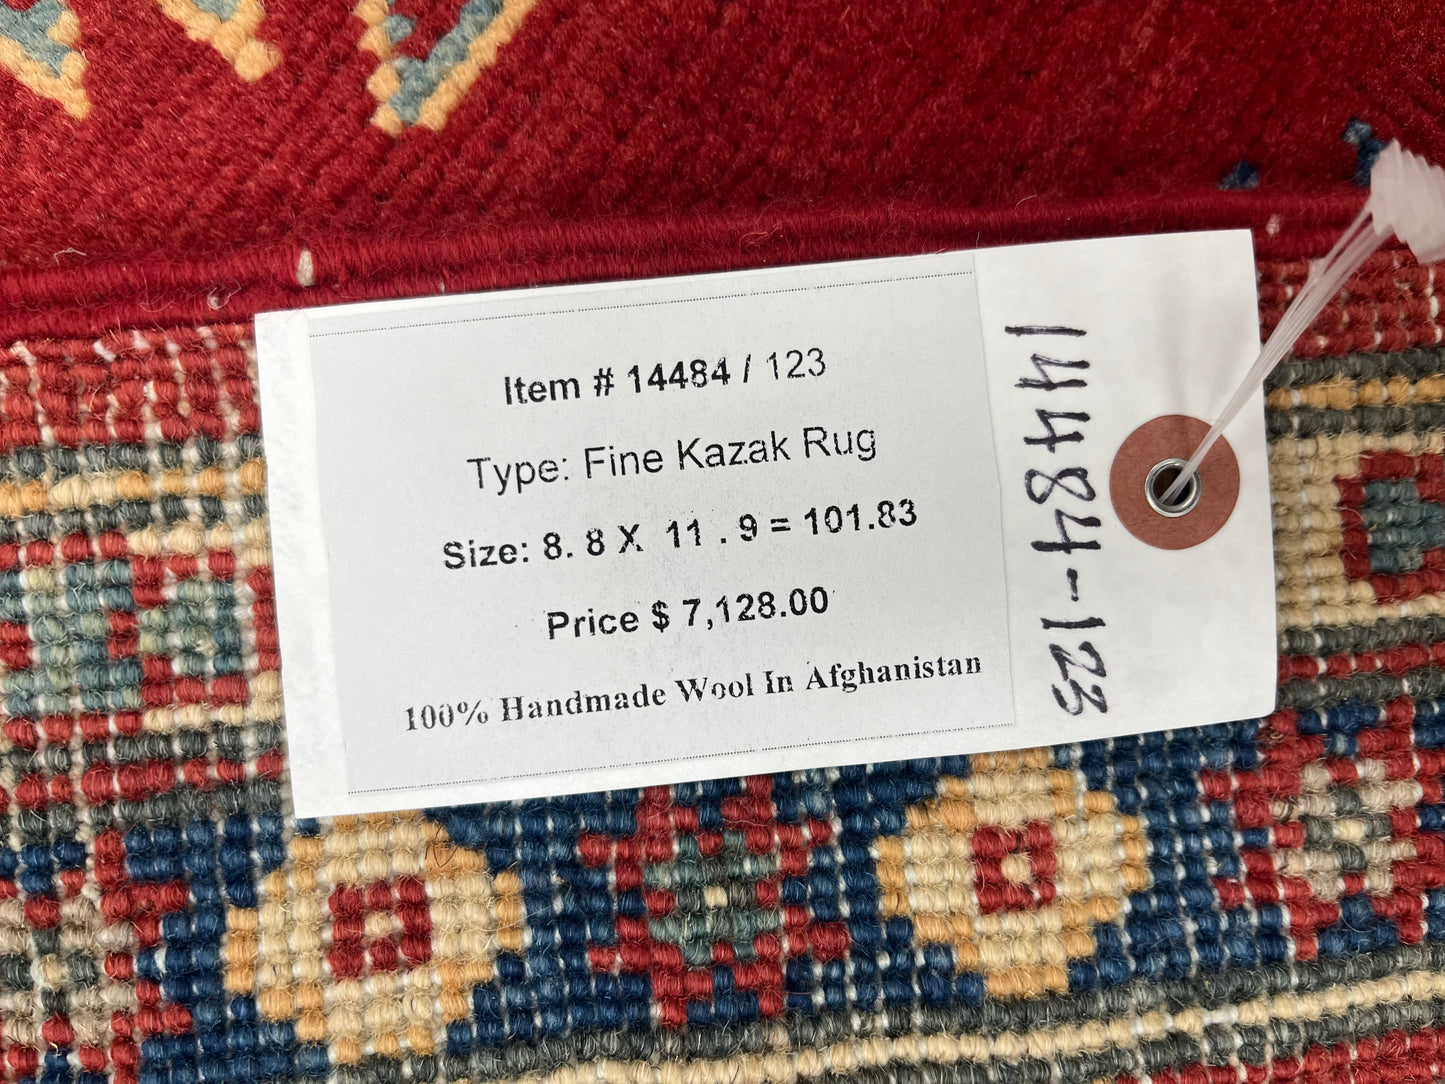 Item # 14484 / 123
Type: Fine Kazak Rug
Size: 8. 8 X 11 . 9 = 101.83
Price $ 7,128.00
100% Handmade Wool In Afghanistan
14484-123